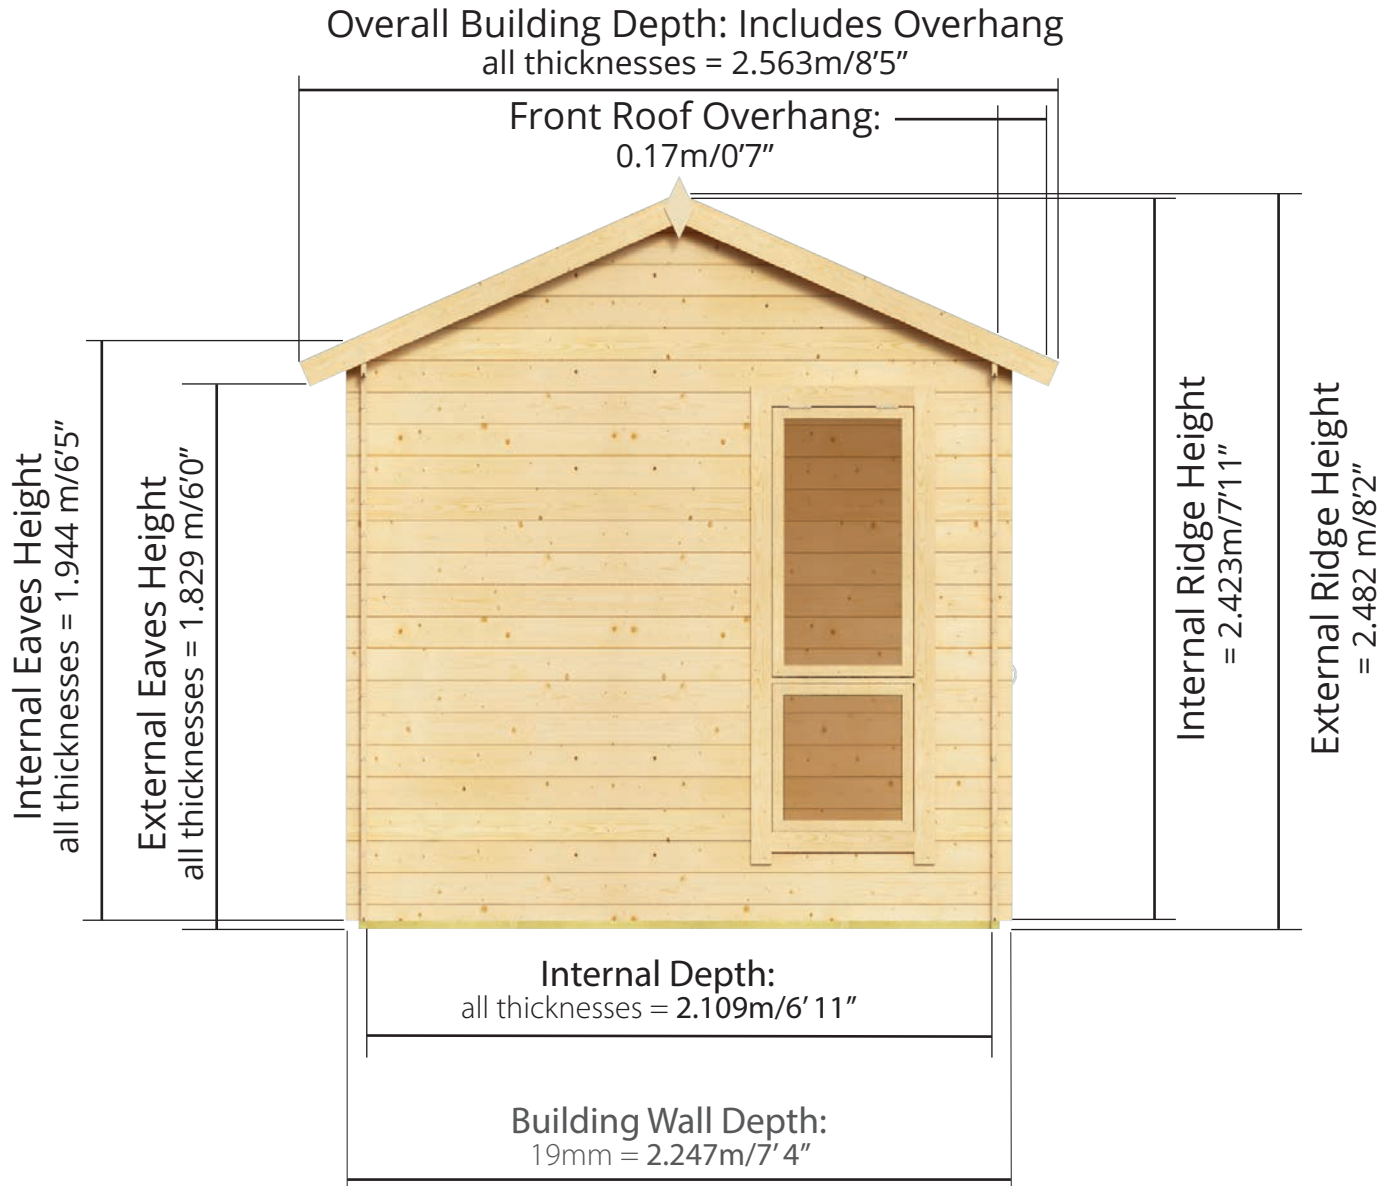 Overall Building Depth: Includes Overhang
all thicknesses = 2.563m/8’5”
Front Roof Overhang:
0.17m/0’7”
Internal Eaves Height
all thicknesses = 1.944 m/6’5”
External Eaves Height
all thicknesses = 1.829 m/6’0”
Internal Ridge Height
= 2.423m/7’11”
External Ridge Height
= 2.482 m/8’2”
Internal Depth:
all thicknesses = 2.109m/6’ 11”
Building Wall Depth:
19mm = 2.247m/7’ 4”